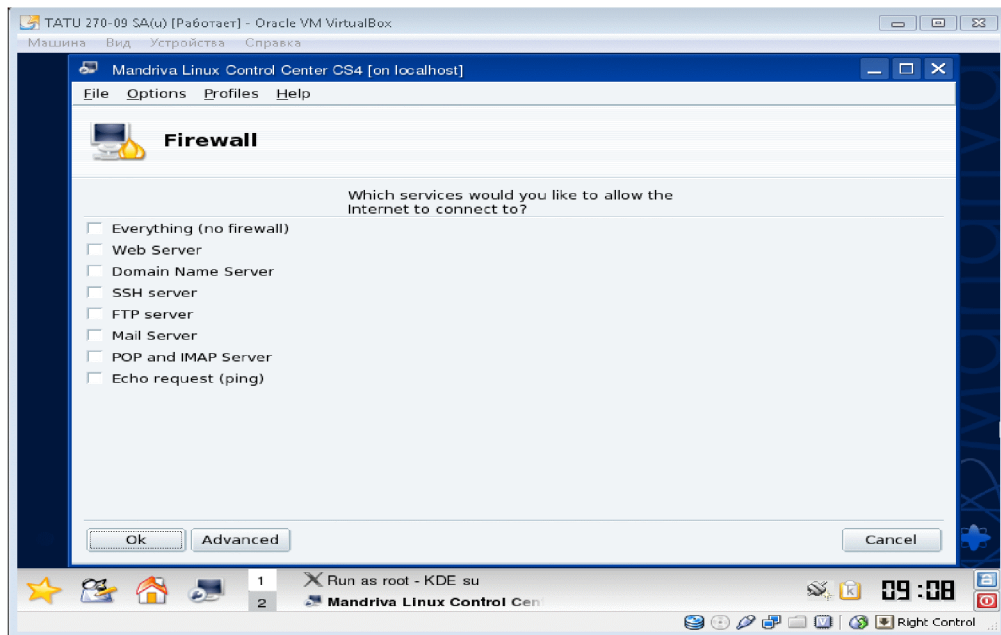 TATU 270-09 SA(u) [Работает] - Oracle VM VirtualBox
Машина Вид Устройства Справка
Mandriva Linux Control Center CS4 [on localhost]
File Options Profiles Help
Firewall
Which services would you like to allow the
Internet to connect to?
Everything (no firewall)
Web Server
Domain Name Server
SSH server
FTP server
Mail Server
POP and IMAP Server
Echo request (ping)
Ok Advanced Cancel
1 Run as root - KDE su
2 Mandriva Linux Control Cen
09:08
Right Control